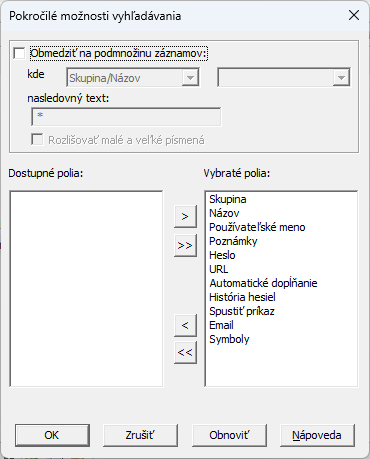 Pokročilé možnosti vyhľadávania
Obmedziť na podmnožinu záznamov:
kde Skupina/Názov
nasledovný text:
*
Rozlišovať malé a veľké písmená
Dostupné polia: Vybraté polia:
Skupina
Názov
Používateľské meno
Poznámky
Heslo
URL
Automatické dopĺňanie
História hesiel
Spustiť príkaz
Email
Symboly
>
>>
<
<<
OK Zrušiť Obnoviť Nápoveda